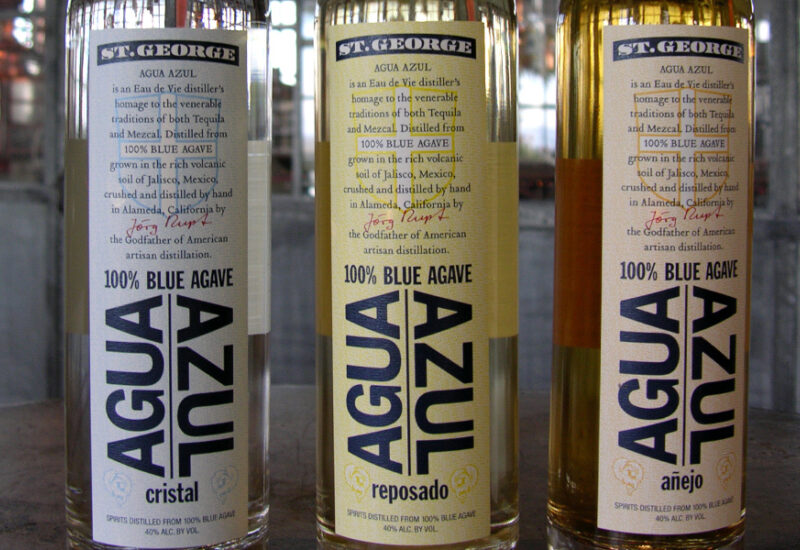 ST. GEORGE
AGUA AZUL
is an Eau de Vie distiller's
homage to the venerable
traditions of both Tequila
and Mezcal. Distilled from
100% BLUE AGAVE
grown in the rich volcanic
soil of Jalisco, Mexico,
crushed and distilled by hand
in Alameda, California by
Jörg Rupf
the Godfather of American
artisan distillation.
100% BLUE AGAVE
AGUA
AZUL
cristal
SPIRITS DISTILLED FROM 100% BLUE AGAVE
40% ALC. BY VOL.
ST. GEORGE
AGUA AZUL
is an Eau de Vie distiller's
homage to the venerable
traditions of both Tequila
and Mezcal. Distilled from
100% BLUE AGAVE
grown in the rich volcanic
soil of Jalisco, Mexico,
crushed and distilled by hand
in Alameda, California by
Jörg Rupf
the Godfather of American
artisan distillation.
100% BLUE AGAVE
AGUA
AZUL
reposado
SPIRITS DISTILLED FROM 100% BLUE AGAVE
40% ALC. BY VOL.
ST. GEORGE
AGUA AZUL
is an Eau de Vie distiller's
homage to the venerable
traditions of both Tequila
and Mezcal. Distilled from
100% BLUE AGAVE
grown in the rich volcanic
soil of Jalisco, Mexico,
crushed and distilled by hand
in Alameda, California by
Jörg Rupf
the Godfather of American
artisan distillation.
100% BLUE AGAVE
AGUA
AZUL
añejo
SPIRITS DISTILLED FROM 100% BLUE AGAVE
40% ALC. BY VOL.